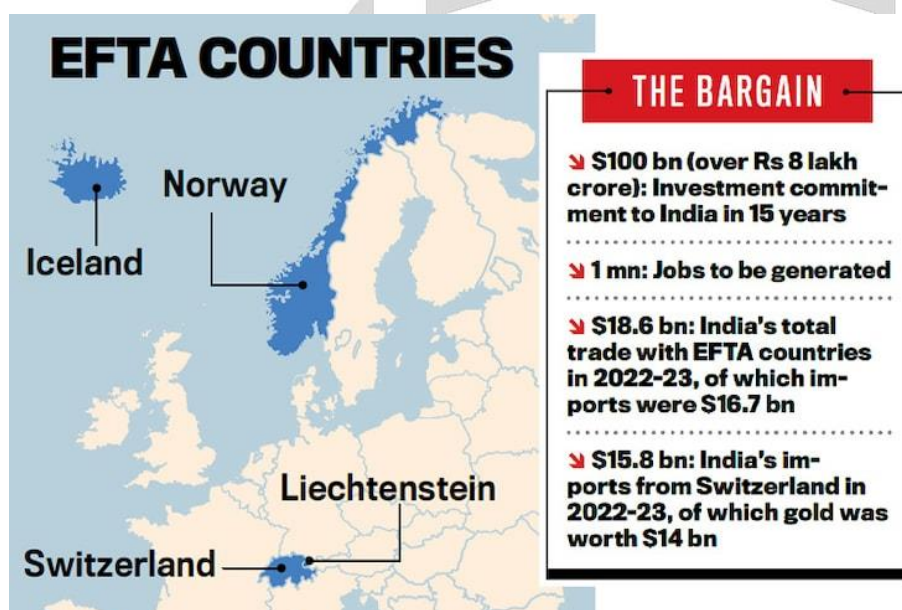 EFTA COUNTRIES
Norway
Iceland
Liechtenstein
Switzerland
THE BARGAIN
↘ $100 bn (over Rs 8 lakh
crore): Investment commit-
ment to India in 15 years
↘ 1 mn: Jobs to be generated
↘ $18.6 bn: India's total
trade with EFTA countries
in 2022-23, of which im-
ports were $16.7 bn
↘ $15.8 bn: India's im-
ports from Switzerland in
2022-23, of which gold was
worth $14 bn